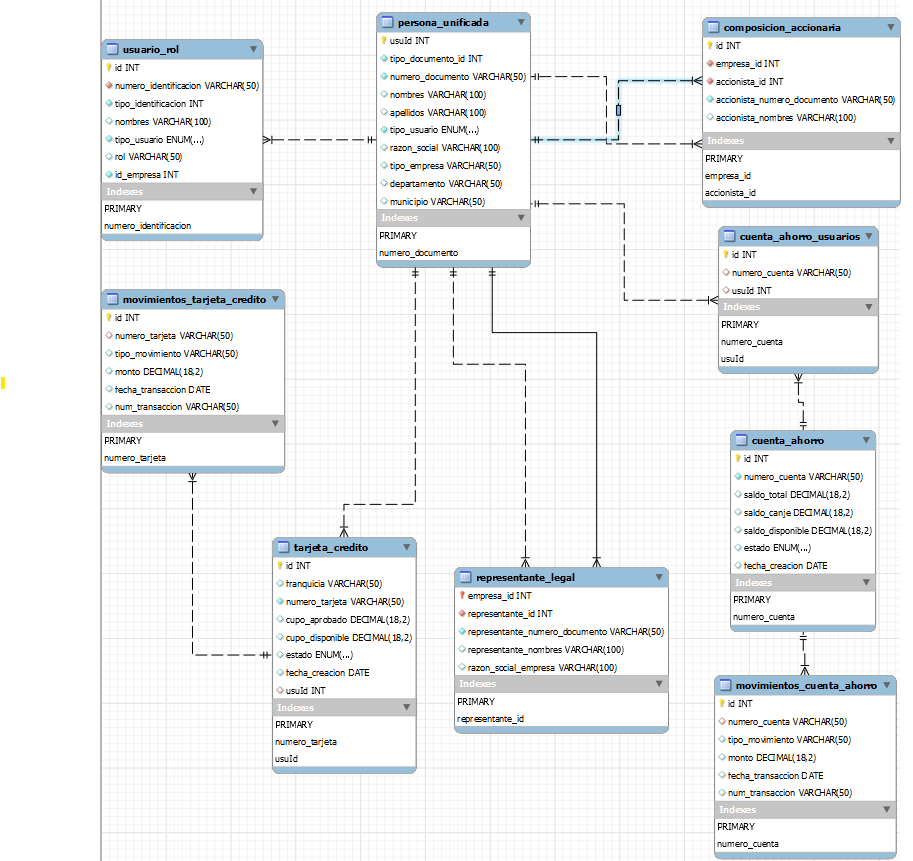 usuario_rol
id INT
numero_identificacion VARCHAR(50)
tipo_identificacion INT
nombres VARCHAR(100)
tipo_usuario ENUM(...)
rol VARCHAR(50)
id_empresa INT
Indexes
PRIMARY
numero_identificacion
persona_unificada
usuId INT
tipo_documento_id INT
numero_documento VARCHAR(50)
nombres VARCHAR(100)
apellidos VARCHAR(100)
tipo_usuario ENUM(...)
razon_social VARCHAR(100)
tipo_empresa VARCHAR(50)
departamento VARCHAR(50)
municipio VARCHAR(50)
Indexes
PRIMARY
numero_documento
composicion_accionaria
id INT
empresa_id INT
accionista_id INT
accionista_numero_documento VARCHAR(50)
accionista_nombres VARCHAR(100)
Indexes
PRIMARY
empresa_id
accionista_id
cuenta_ahorro_usuarios
id INT
numero_cuenta VARCHAR(50)
usuId INT
Indexes
PRIMARY
numero_cuenta
usuId
movimientos_tarjeta_credito
id INT
numero_tarjeta VARCHAR(50)
tipo_movimiento VARCHAR(50)
monto DECIMAL(18,2)
fecha_transaccion DATE
num_transaccion VARCHAR(50)
Indexes
PRIMARY
numero_tarjeta
cuenta_ahorro
id INT
numero_cuenta VARCHAR(50)
saldo_total DECIMAL(18,2)
saldo_canje DECIMAL(18,2)
saldo_disponible DECIMAL(18,2)
estado ENUM(...)
fecha_creacion DATE
Indexes
PRIMARY
numero_cuenta
tarjeta_credito
id INT
franquicia VARCHAR(50)
numero_tarjeta VARCHAR(50)
cupo_aprobado DECIMAL(18,2)
cupo_disponible DECIMAL(18,2)
estado ENUM(...)
fecha_creacion DATE
usuId INT
Indexes
PRIMARY
numero_tarjeta
usuId
representante_legal
empresa_id INT
representante_id INT
representante_numero_documento VARCHAR(50)
representante_nombres VARCHAR(100)
razon_social_empresa VARCHAR(100)
Indexes
PRIMARY
representante_id
movimientos_cuenta_ahorro
id INT
numero_cuenta VARCHAR(50)
tipo_movimiento VARCHAR(50)
monto DECIMAL(18,2)
fecha_transaccion DATE
num_transaccion VARCHAR(50)
Indexes
PRIMARY
numero_cuenta